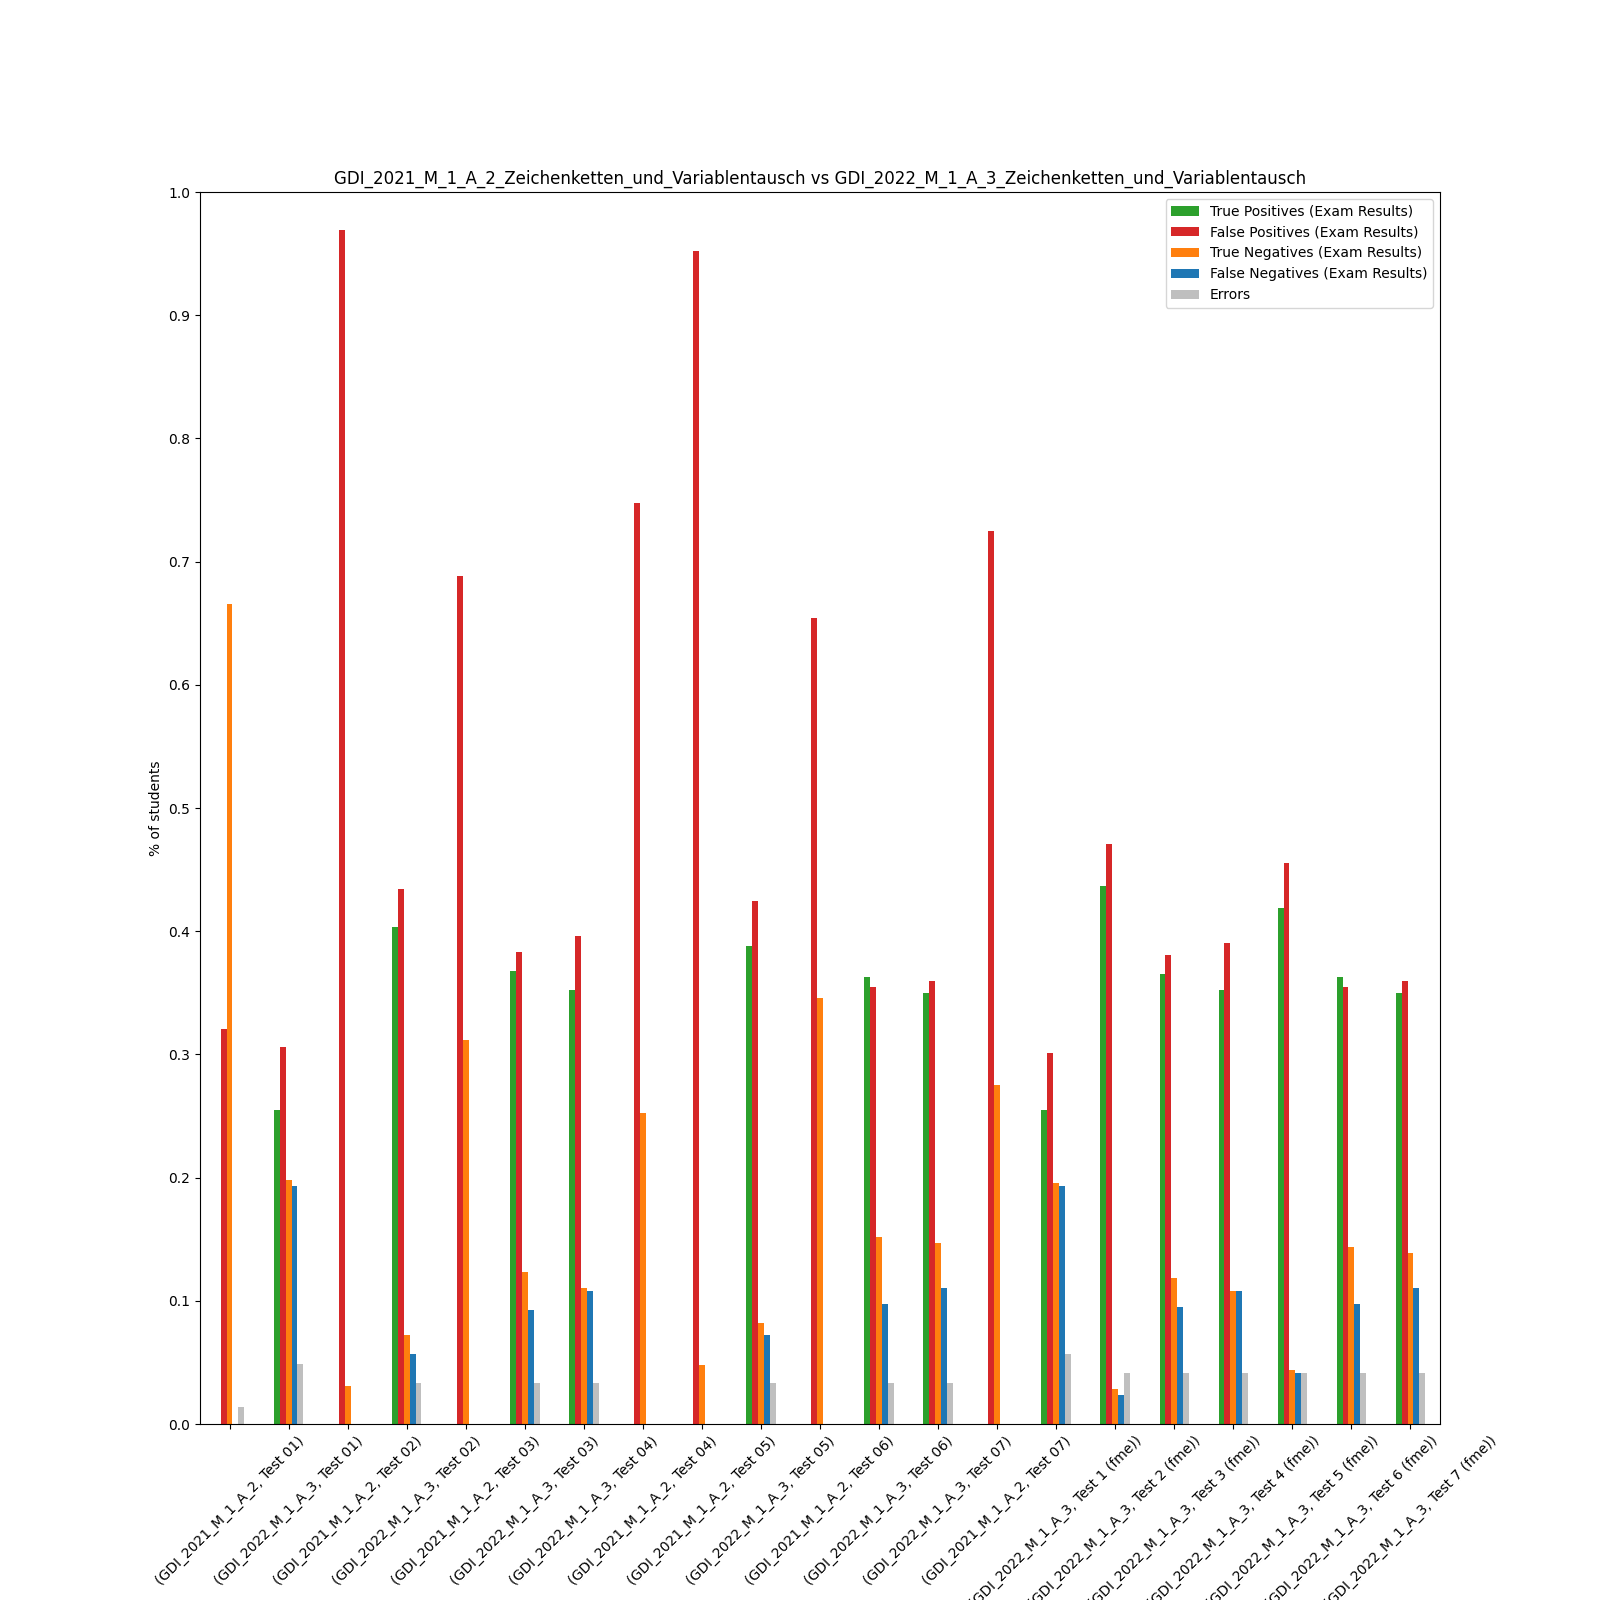 GDI_2021_M_1_A_2_Zeichenketten_und_Variablentausch vs GDI_2022_M_1_A_3_Zeichenketten_und_Variablentausch
True Positives (Exam Results)
False Positives (Exam Results)
True Negatives (Exam Results)
False Negatives (Exam Results)
Errors
% of students
1.0
0.9
0.8
0.7
0.6
0.5
0.4
0.3
0.2
0.1
0.0
(GDI_2021_M_1_A_2, Test 01)
(GDI_2022_M_1_A_3, Test 01)
(GDI_2021_M_1_A_2, Test 02)
(GDI_2022_M_1_A_3, Test 02)
(GDI_2021_M_1_A_2, Test 03)
(GDI_2022_M_1_A_3, Test 03)
(GDI_2022_M_1_A_3, Test 04)
(GDI_2021_M_1_A_2, Test 04)
(GDI_2021_M_1_A_2, Test 05)
(GDI_2022_M_1_A_3, Test 05)
(GDI_2021_M_1_A_2, Test 06)
(GDI_2022_M_1_A_3, Test 06)
(GDI_2022_M_1_A_3, Test 07)
(GDI_2021_M_1_A_2, Test 07)
(GDI_2022_M_1_A_3, Test 1 (fme))
(GDI_2022_M_1_A_3, Test 2 (fme))
(GDI_2022_M_1_A_3, Test 3 (fme))
(GDI_2022_M_1_A_3, Test 4 (fme))
(GDI_2022_M_1_A_3, Test 5 (fme))
(GDI_2022_M_1_A_3, Test 6 (fme))
(GDI_2022_M_1_A_3, Test 7 (fme))